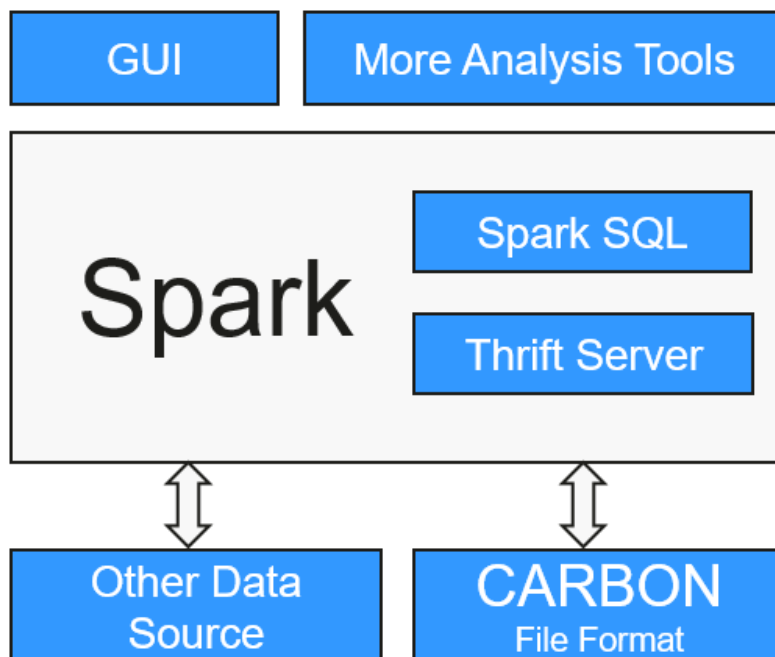 GUI
More Analysis Tools
Spark
Spark SQL
Thrift Server
Other Data
Source
CARBON
File Format